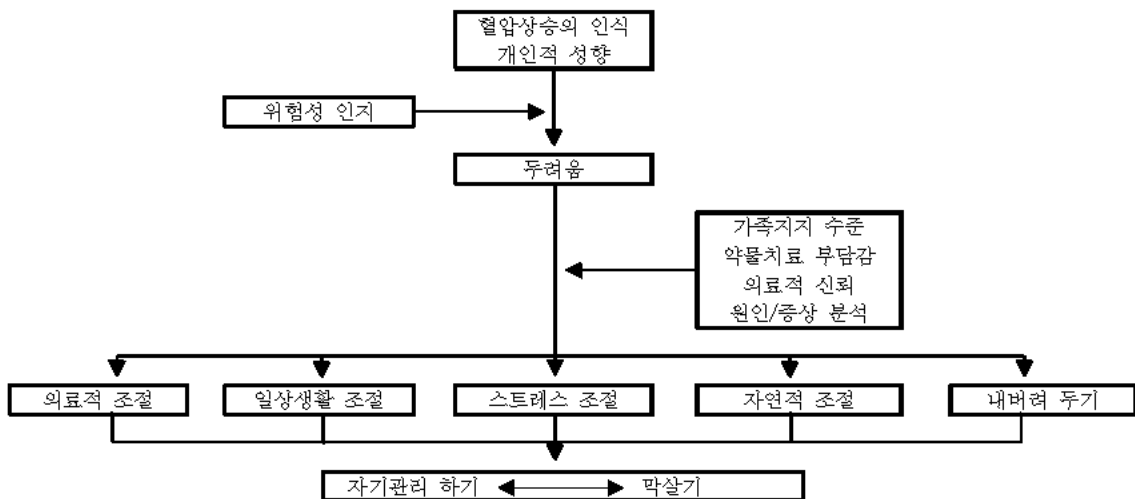 혈압상승의 인식
개인적 성향
위험성 인지
두려움
가족지지 수준
약물치료 부담감
의료적 신뢰
원인/증상 분석
의료적 조절
일상생활 조절
스트레스 조절
자연적 조절
내버려 두기
자기관리 하기 막살기